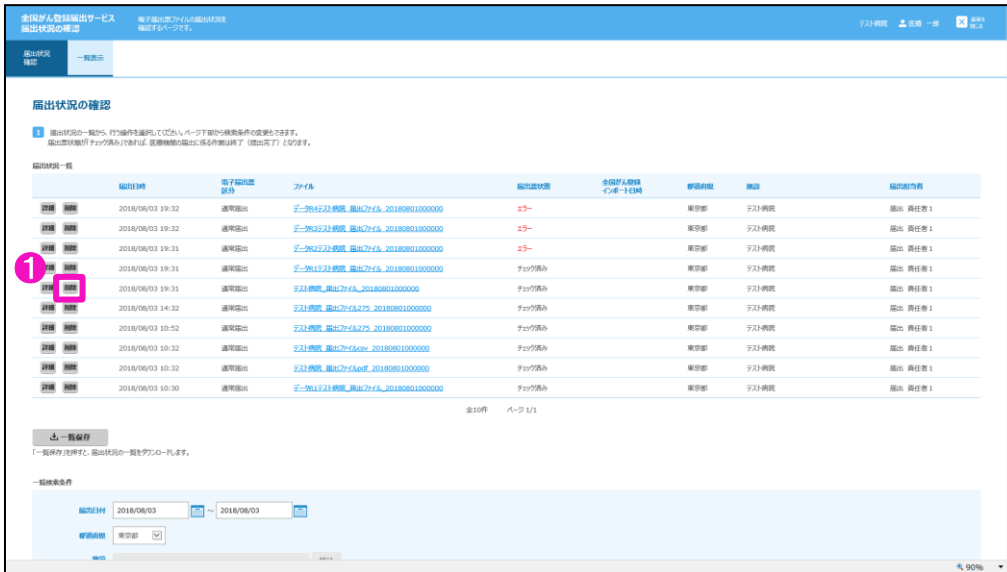 全国がん登録届出サービス
届出状況の確認
電子届出票ファイルの届出状況を
確認するページです。
テスト病院 医療 一郎 画面を
閉じる
届出状況
確認
一覧表示
届出状況の確認
1 届出状況の一覧から、行う操作を選択してください。ページ下部から検索条件の変更もできます。
届出票状態が「チェック済み」であれば、医療機関の届出に係る作業は終了(提出完了)となります。
届出状況一覧
届出日時 電子届出票
区分 ファイル 届出票状態 全国がん登録
インポート日時 都道府県 施設 届出担当者
詳細 削除 2018/08/03 19:32 通常届出 データR4テスト病院_届出ファイル_20180801000000 エラー 東京都 テスト病院 届出 責任者1
詳細 削除 2018/08/03 19:32 通常届出 データR3テスト病院_届出ファイル_20180801000000 エラー 東京都 テスト病院 届出 責任者1
詳細 削除 2018/08/03 19:31 通常届出 データR2テスト病院_届出ファイル_20180801000000 エラー 東京都 テスト病院 届出 責任者1
1 詳細 削除 2018/08/03 19:31 通常届出 データR1テスト病院_届出ファイル_20180801000000 チェック済み 東京都 テスト病院 届出 責任者1
詳細 削除 2018/08/03 19:31 通常届出 テスト病院_届出ファイル_20180801000000 チェック済み 東京都 テスト病院 届出 責任者1
詳細 削除 2018/08/03 14:32 通常届出 テスト病院_届出ファイル275_20180801000000 チェック済み 東京都 テスト病院 届出 責任者1
詳細 削除 2018/08/03 10:52 通常届出 テスト病院_届出ファイル275_20180801000000 チェック済み 東京都 テスト病院 届出 責任者1
詳細 削除 2018/08/03 10:32 通常届出 テスト病院_届出ファイルcsv_20180801000000 チェック済み 東京都 テスト病院 届出 責任者1
詳細 削除 2018/08/03 10:32 通常届出 テスト病院_届出ファイルpdf_20180801000000 チェック済み 東京都 テスト病院 届出 責任者1
詳細 削除 2018/08/03 10:30 通常届出 データR1テスト病院_届出ファイル_20180801000000 チェック済み 東京都 テスト病院 届出 責任者1
全10件 ページ 1/1
一覧保存
「一覧保存」を押すと、届出状況の一覧をダウンロードします。
一覧検索条件
届出日付 2018/08/03 ~ 2018/08/03
都道府県 東京都
90%